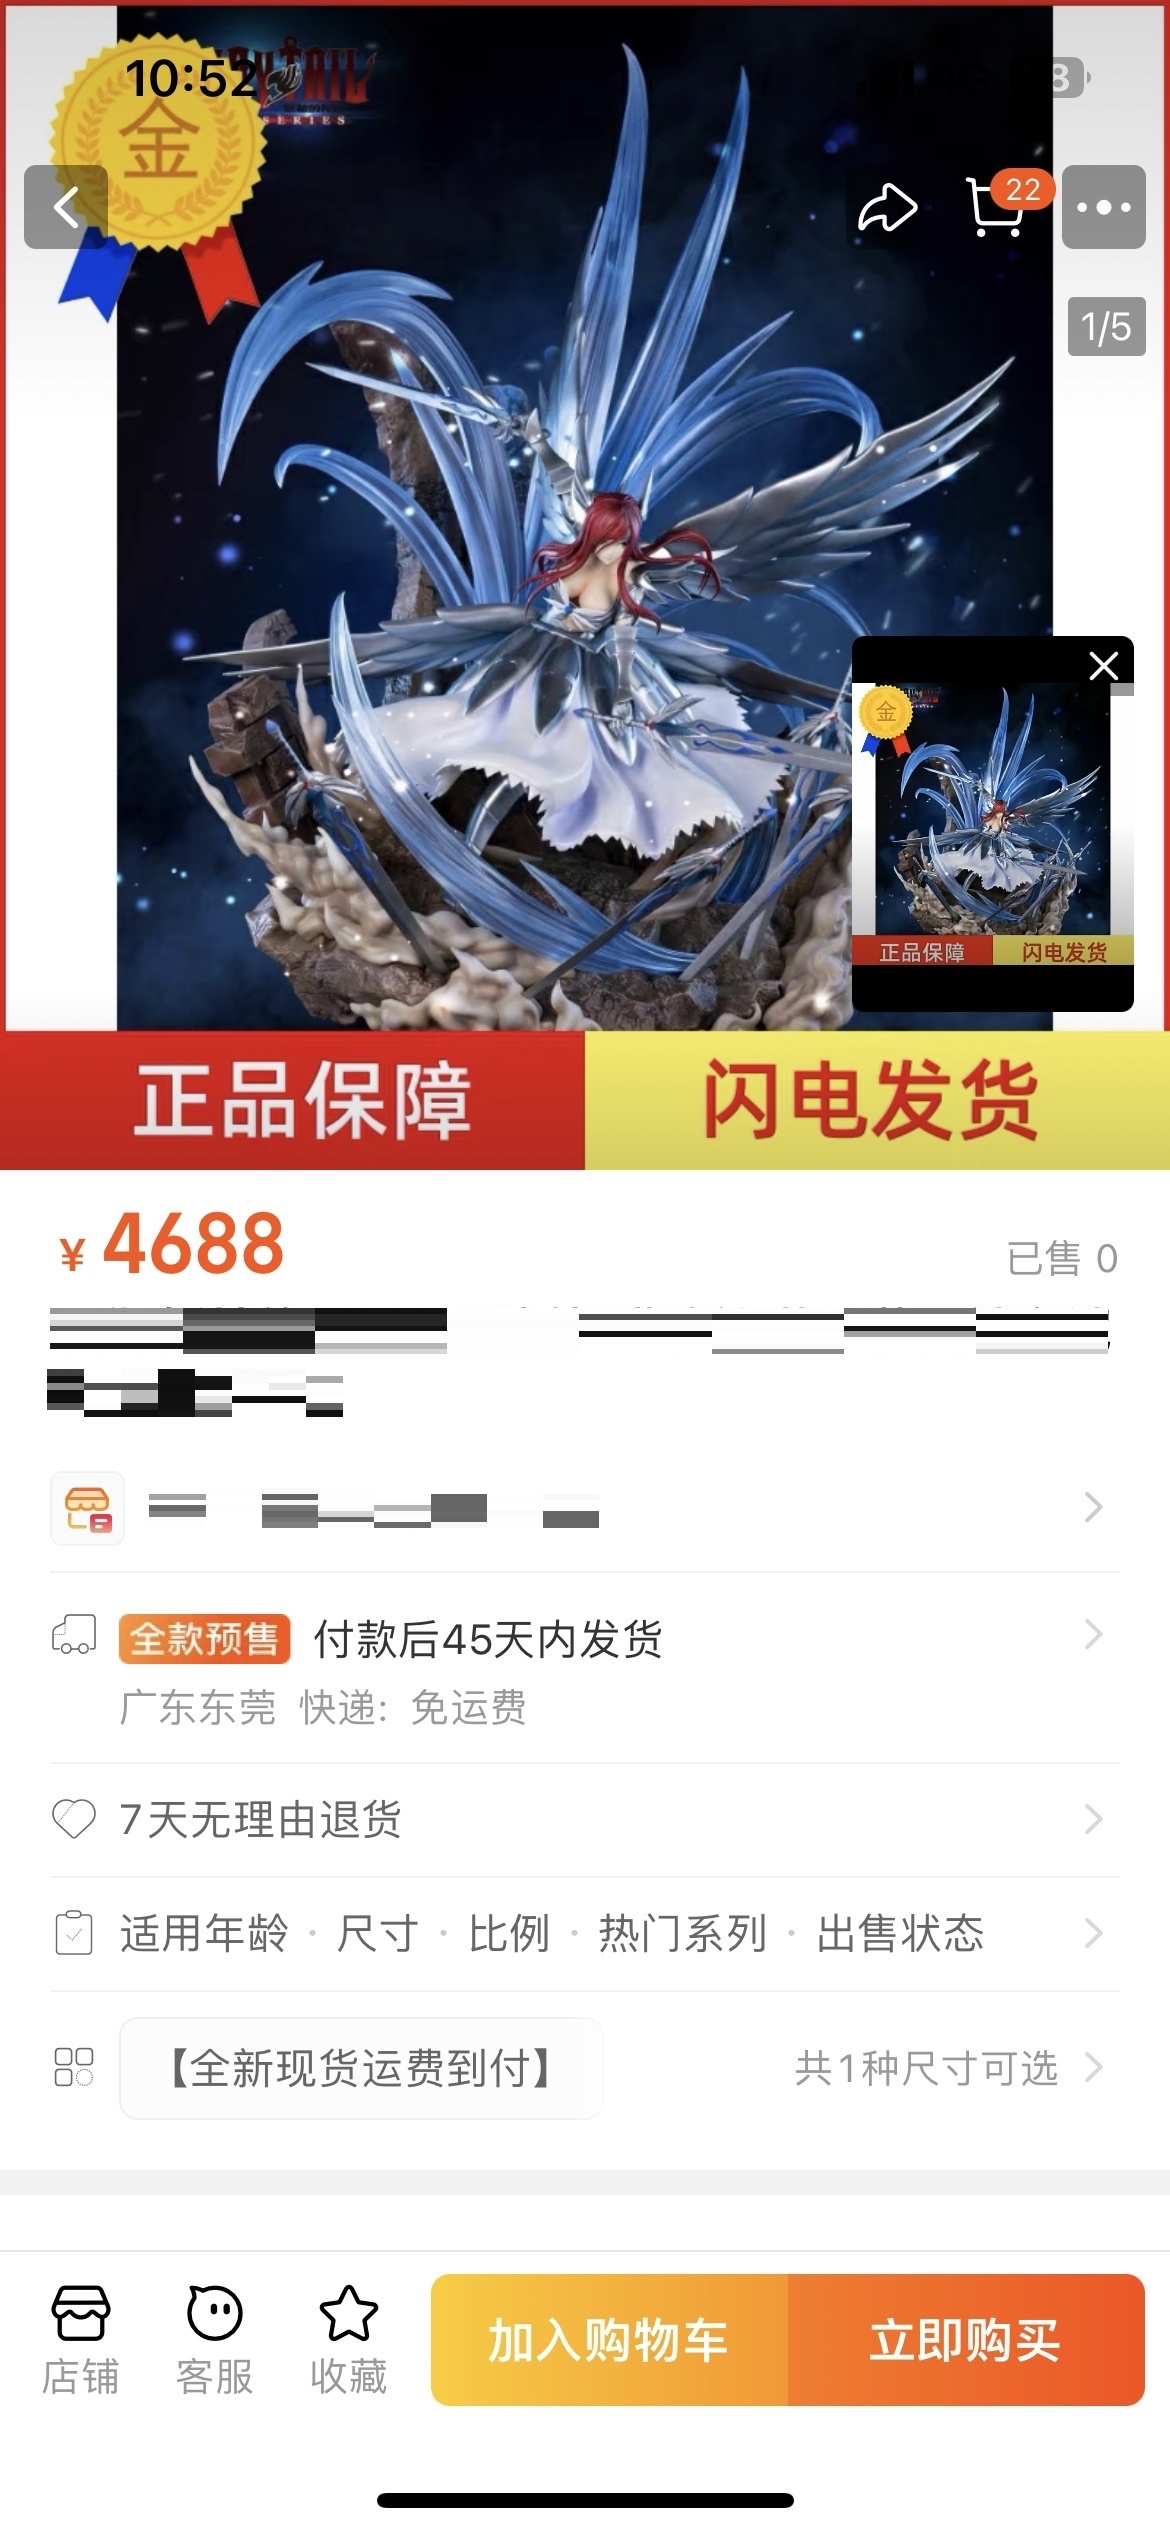 10:52
金
SERIES
22
1/5
金
正品保障
闪电发货
正品保障
闪电发货
¥ 4688
已售 0
全款预售 付款后45天内发货
广东东莞 快递: 免运费
7天无理由退货
适用年龄 · 尺寸 · 比例 · 热门系列 · 出售状态
【全新现货运费到付】
共1种尺寸可选
店铺
客服
收藏
加入购物车
立即购买